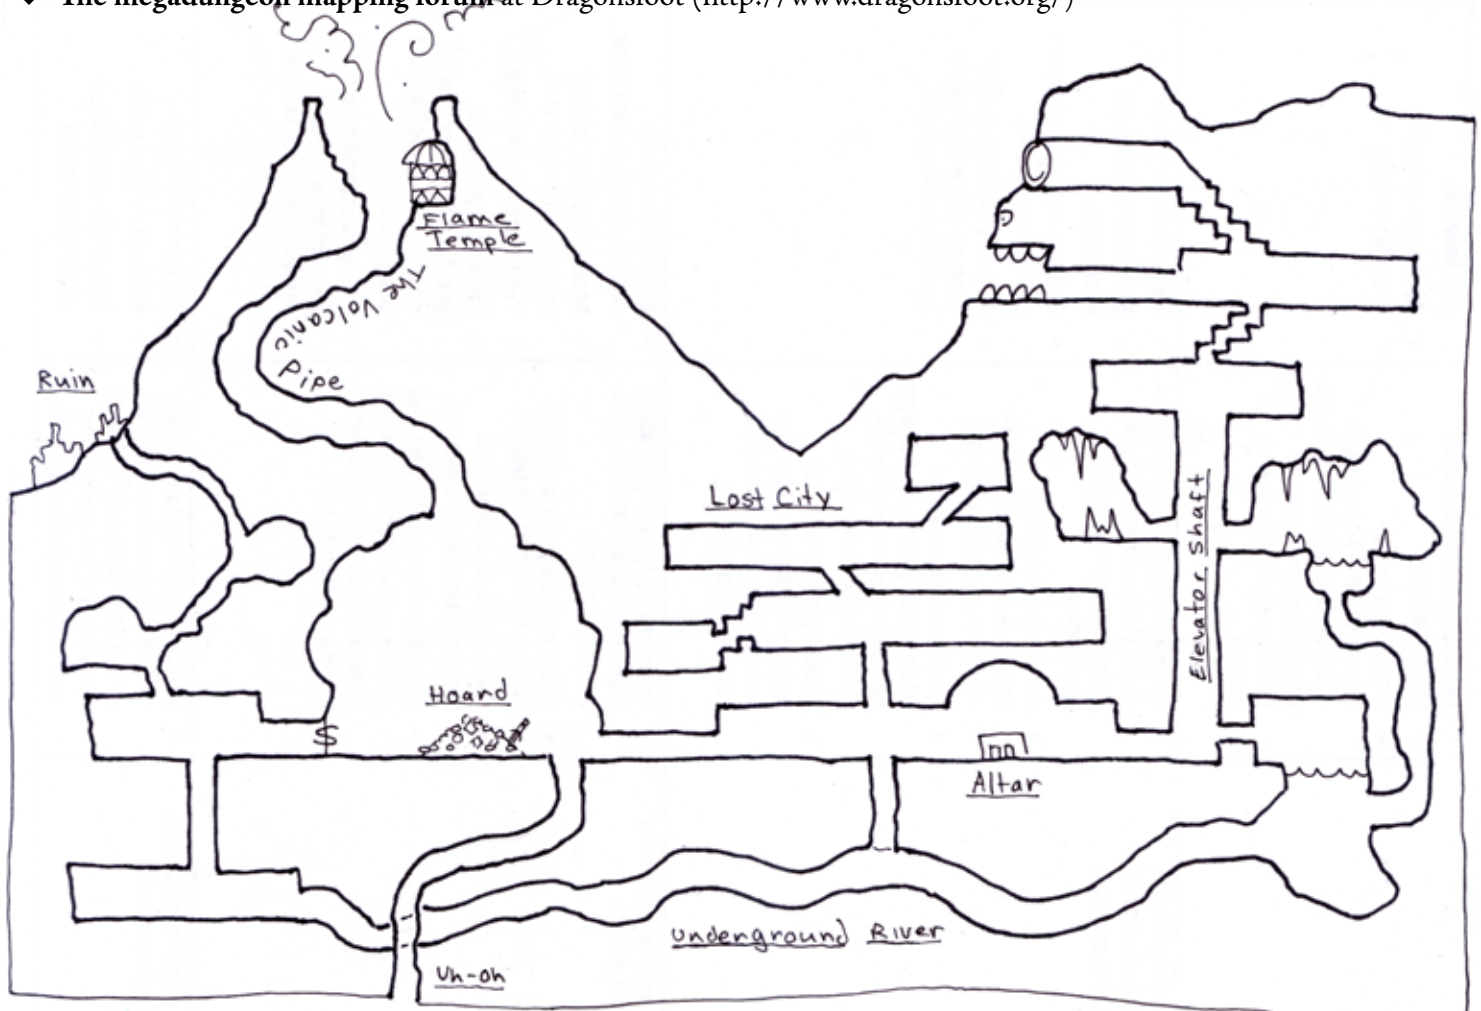 The megadungeon mapping forum at Dragonsfoot (http://www.dragonsfoot.org/)
Flame
Temple
The Volcanic
Pipe
Ruin
Lost City
Elevator Shaft
Hoard
$
Altar
Underground River
Uh-oh